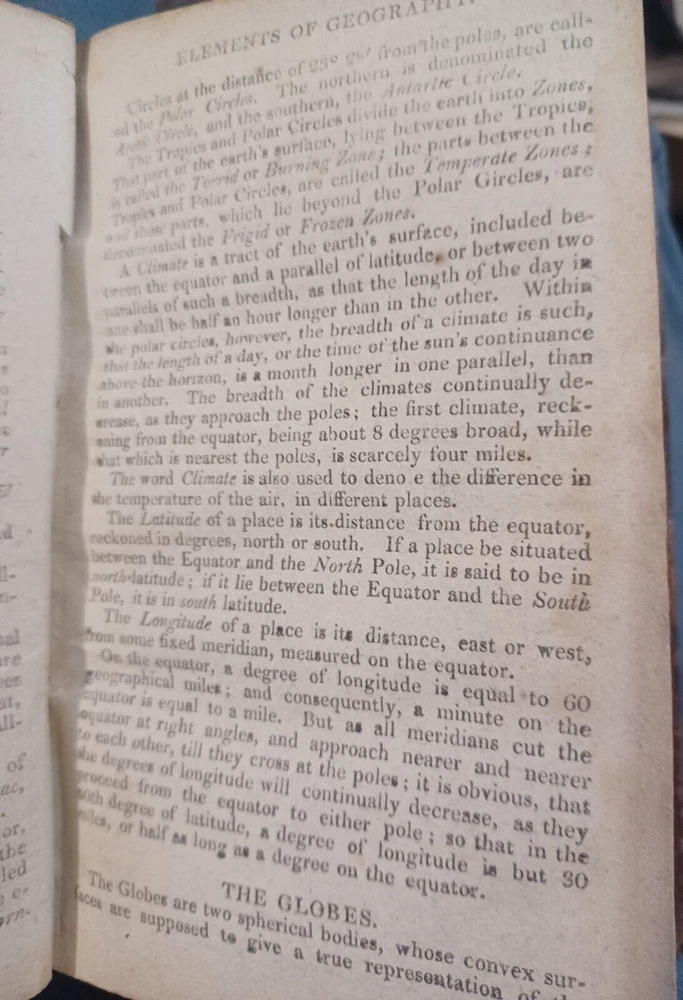 ELEMENTS OF GEOGRAPHY.
Circles at the distance of 23° 28' from the poles, are call-
ed the Polar Circles. The northern is denominated the
Arctic Circle, and the southern, the Antartic Circle.
The Tropics and Polar Circles divide the earth into Zones,
That part of the earth's surface, lying between the Tropics,
is called the Torrid or Burning Zone; the parts between the
Tropics and Polar Circles, are called the Temperate Zones;
and those parts, which lie beyond the Polar Gircles, are
denominated the Frigid or Frozen Zones.
A Climate is a tract of the earth's surface, included be-
tween the equator and a parallel of latitude, or between two
parallels of such a breadth, as that the length of the day in
one shall be half an hour longer than in the other. Within
the polar circles, however, the breadth of a climate is such,
that the length of a day, or the time of the sun's continuance
above the horizon, is a month longer in one parallel, than
in another. The breadth of the climates continually de-
crease, as they approach the poles; the first climate, reck-
oning from the equator, being about 8 degrees broad, while
that which is nearest the poles, is scarcely four miles.
The word Climate is also used to deno e the difference in
the temperature of the air, in different places.
The Latitude of a place is its distance from the equator,
reckoned in degrees, north or south. If a place be situated
between the Equator and the North Pole, it is said to be in
north-latitude; if it lie between the Equator and the South
Pole, it is in south latitude.
The Longitude of a place is its distance, east or west,
from some fixed meridian, measured on the equator.
On the equator, a degree of longitude is equal to 60
geographical miles; and consequently, a minute on the
equator is equal to a mile. But as all meridians cut the
equator at right angles, and approach nearer and nearer
to each other, till they cross at the poles; it is obvious, that
the degrees of longitude will continually decrease, as they
proceed from the equator to either pole; so that in the
60th degree of latitude, a degree of longitude is but 30
miles, or half as long as a degree on the equator.
THE GLOBES.
The Globes are two spherical bodies, whose convex sur-
faces are supposed to give a true representation of